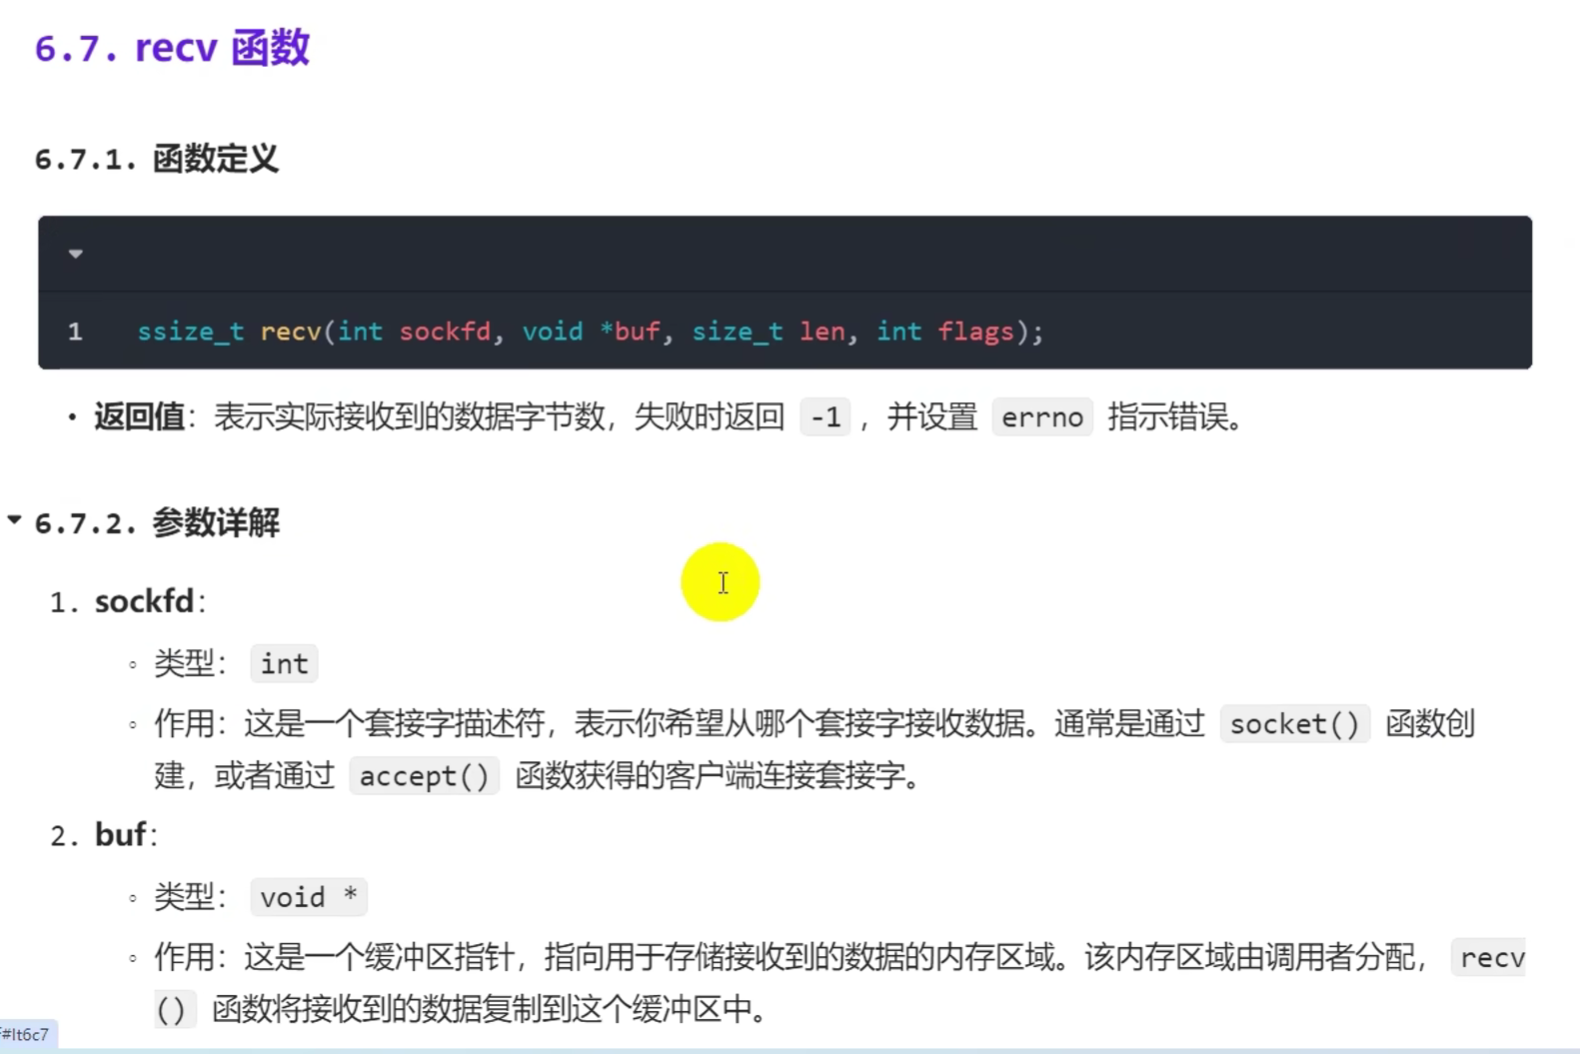 6.7. recv 函数
6.7.1. 函数定义
1 ssize_t recv(int sockfd, void *buf, size_t len, int flags);
• 返回值：表示实际接收到的数据字节数，失败时返回 -1 ，并设置 errno 指示错误。
6.7.2. 参数详解
1. sockfd：
◦ 类型： int
◦ 作用：这是一个套接字描述符，表示你希望从哪个套接字接收数据。通常是通过 socket() 函数创
建，或者通过 accept() 函数获得的客户端连接套接字。
2. buf：
◦ 类型： void *
◦ 作用：这是一个缓冲区指针，指向用于存储接收到的数据的内存区域。该内存区域由调用者分配， recv
() 函数将接收到的数据复制到这个缓冲区中。
#lt6c7